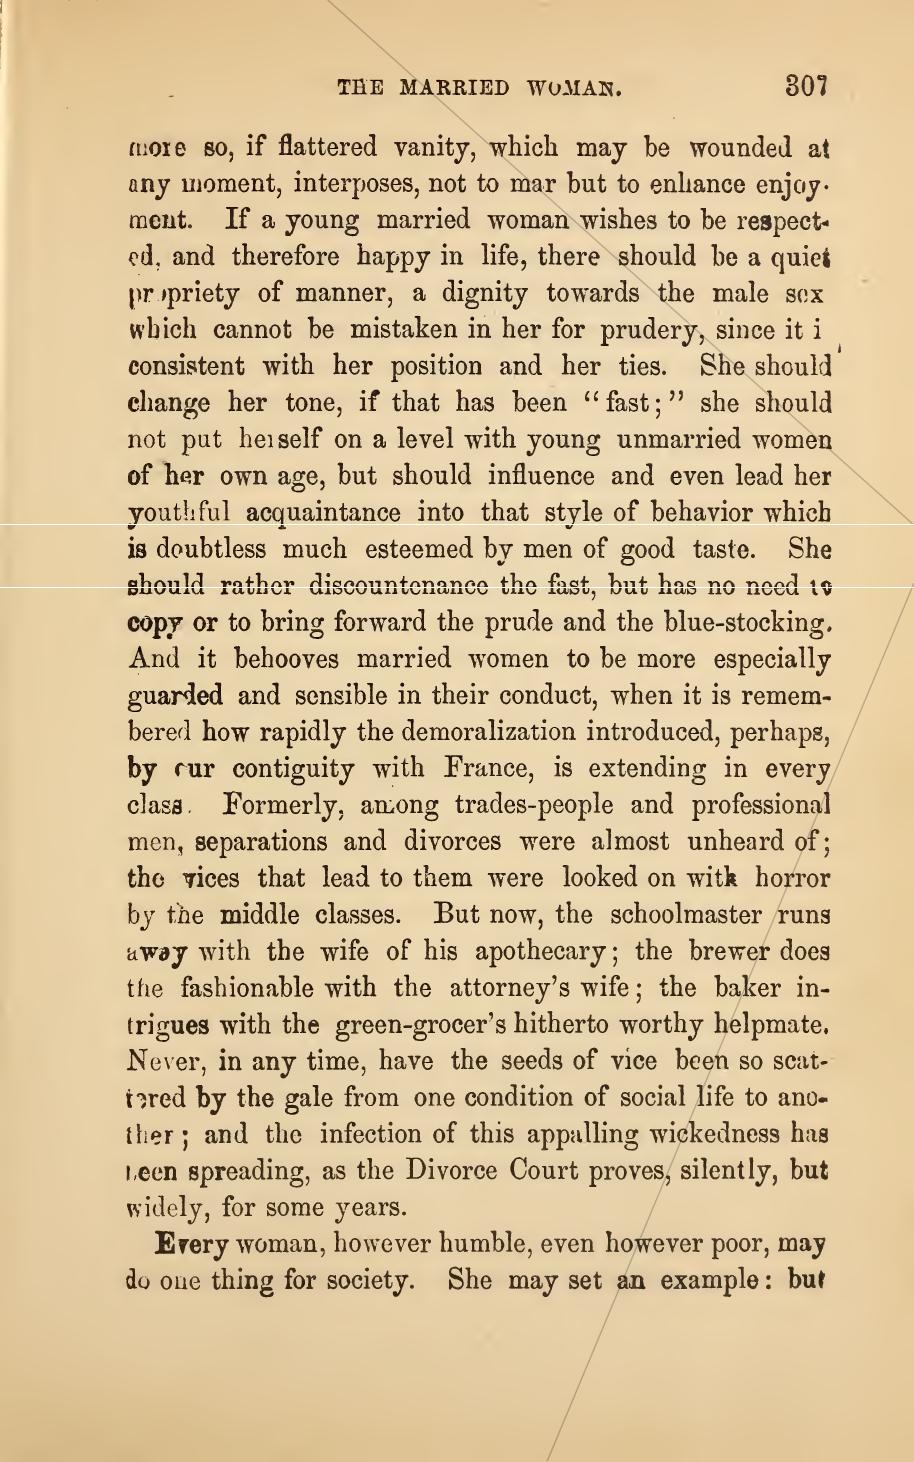 THE MARRIED WOMAN. 307
more so, if flattered vanity, which may be wounded at
any moment, interposes, not to mar but to enhance enjoy-
ment. If a young married woman wishes to be respect-
ed, and therefore happy in life, there should be a quiet
propriety of manner, a dignity towards the male sex
which cannot be mistaken in her for prudery, since it i
consistent with her position and her ties. She should
change her tone, if that has been “fast;” she should
not put herself on a level with young unmarried women
of her own age, but should influence and even lead her
youthful acquaintance into that style of behavior which
is doubtless much esteemed by men of good taste. She
should rather discountenance the fast, but has no need to
copy or to bring forward the prude and the blue-stocking.
And it behooves married women to be more especially
guarded and sensible in their conduct, when it is remem-
bered how rapidly the demoralization introduced, perhaps,
by our contiguity with France, is extending in every
class. Formerly, among trades-people and professional
men, separations and divorces were almost unheard of;
the vices that lead to them were looked on with horror
by the middle classes. But now, the schoolmaster runs
away with the wife of his apothecary; the brewer does
the fashionable with the attorney’s wife; the baker in-
trigues with the green-grocer’s hitherto worthy helpmate.
Never, in any time, have the seeds of vice been so scat-
tered by the gale from one condition of social life to ano-
ther; and the infection of this appalling wickedness has
been spreading, as the Divorce Court proves, silently, but
widely, for some years.
Every woman, however humble, even however poor, may
do one thing for society. She may set an example: but